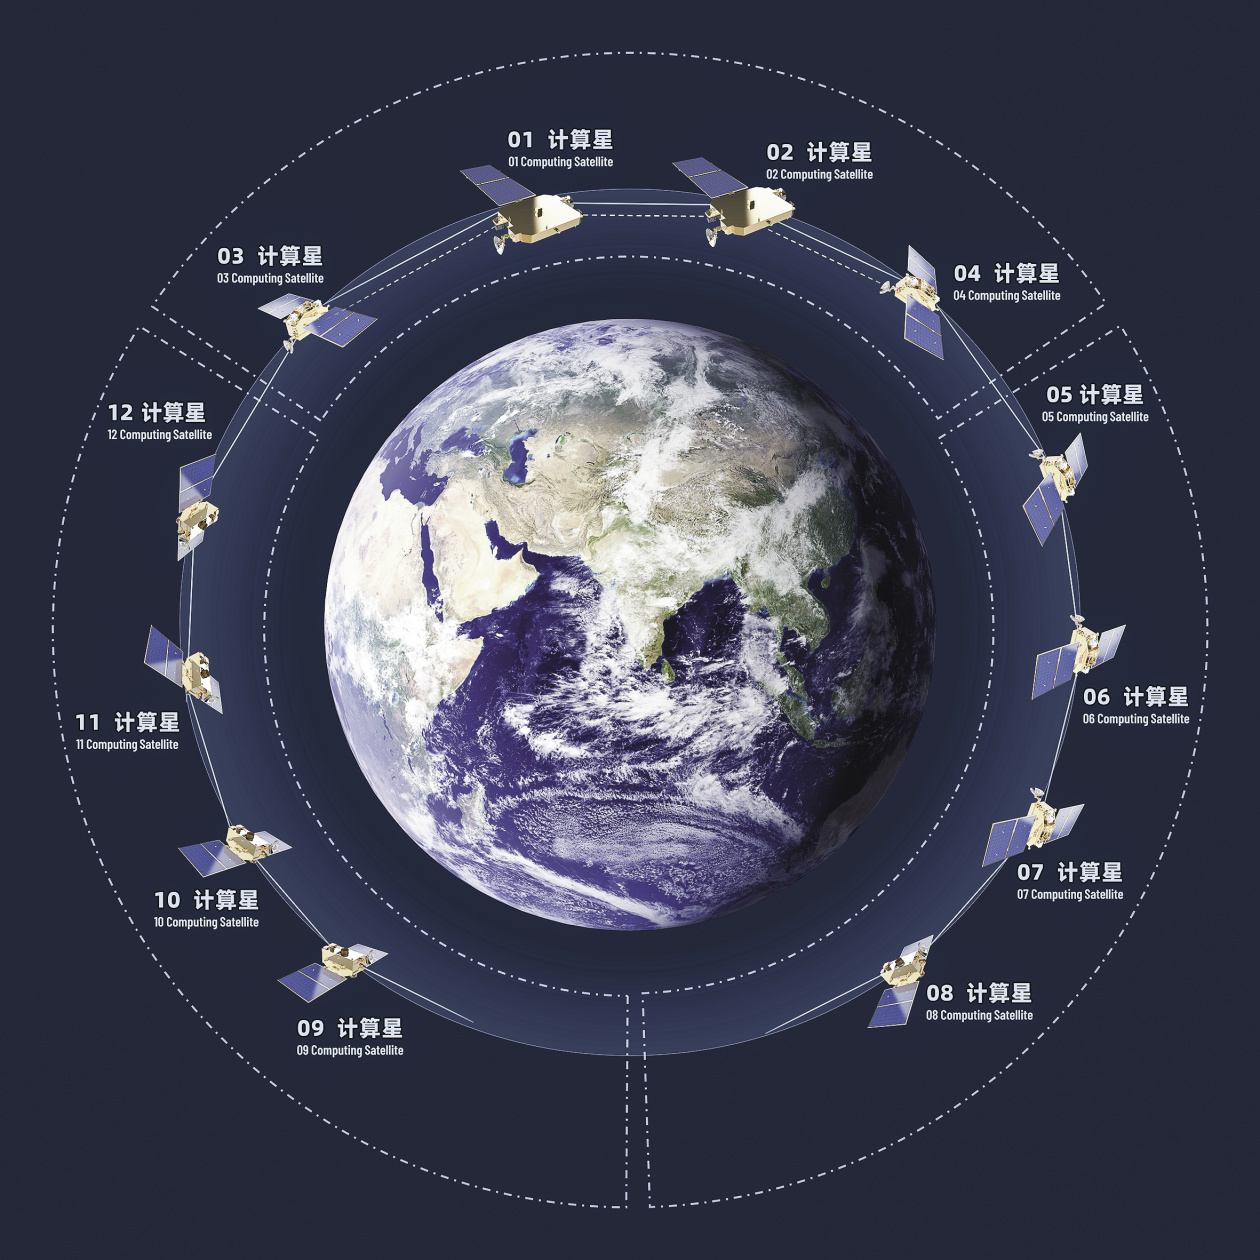 01 计算星
01 Computing Satellite
02 计算星
02 Computing Satellite
03 计算星
03 Computing Satellite
04 计算星
04 Computing Satellite
12 计算星
12 Computing Satellite
05 计算星
05 Computing Satellite
11 计算星
11 Computing Satellite
06 计算星
06 Computing Satellite
10 计算星
10 Computing Satellite
07 计算星
07 Computing Satellite
09 计算星
09 Computing Satellite
08 计算星
08 Computing Satellite